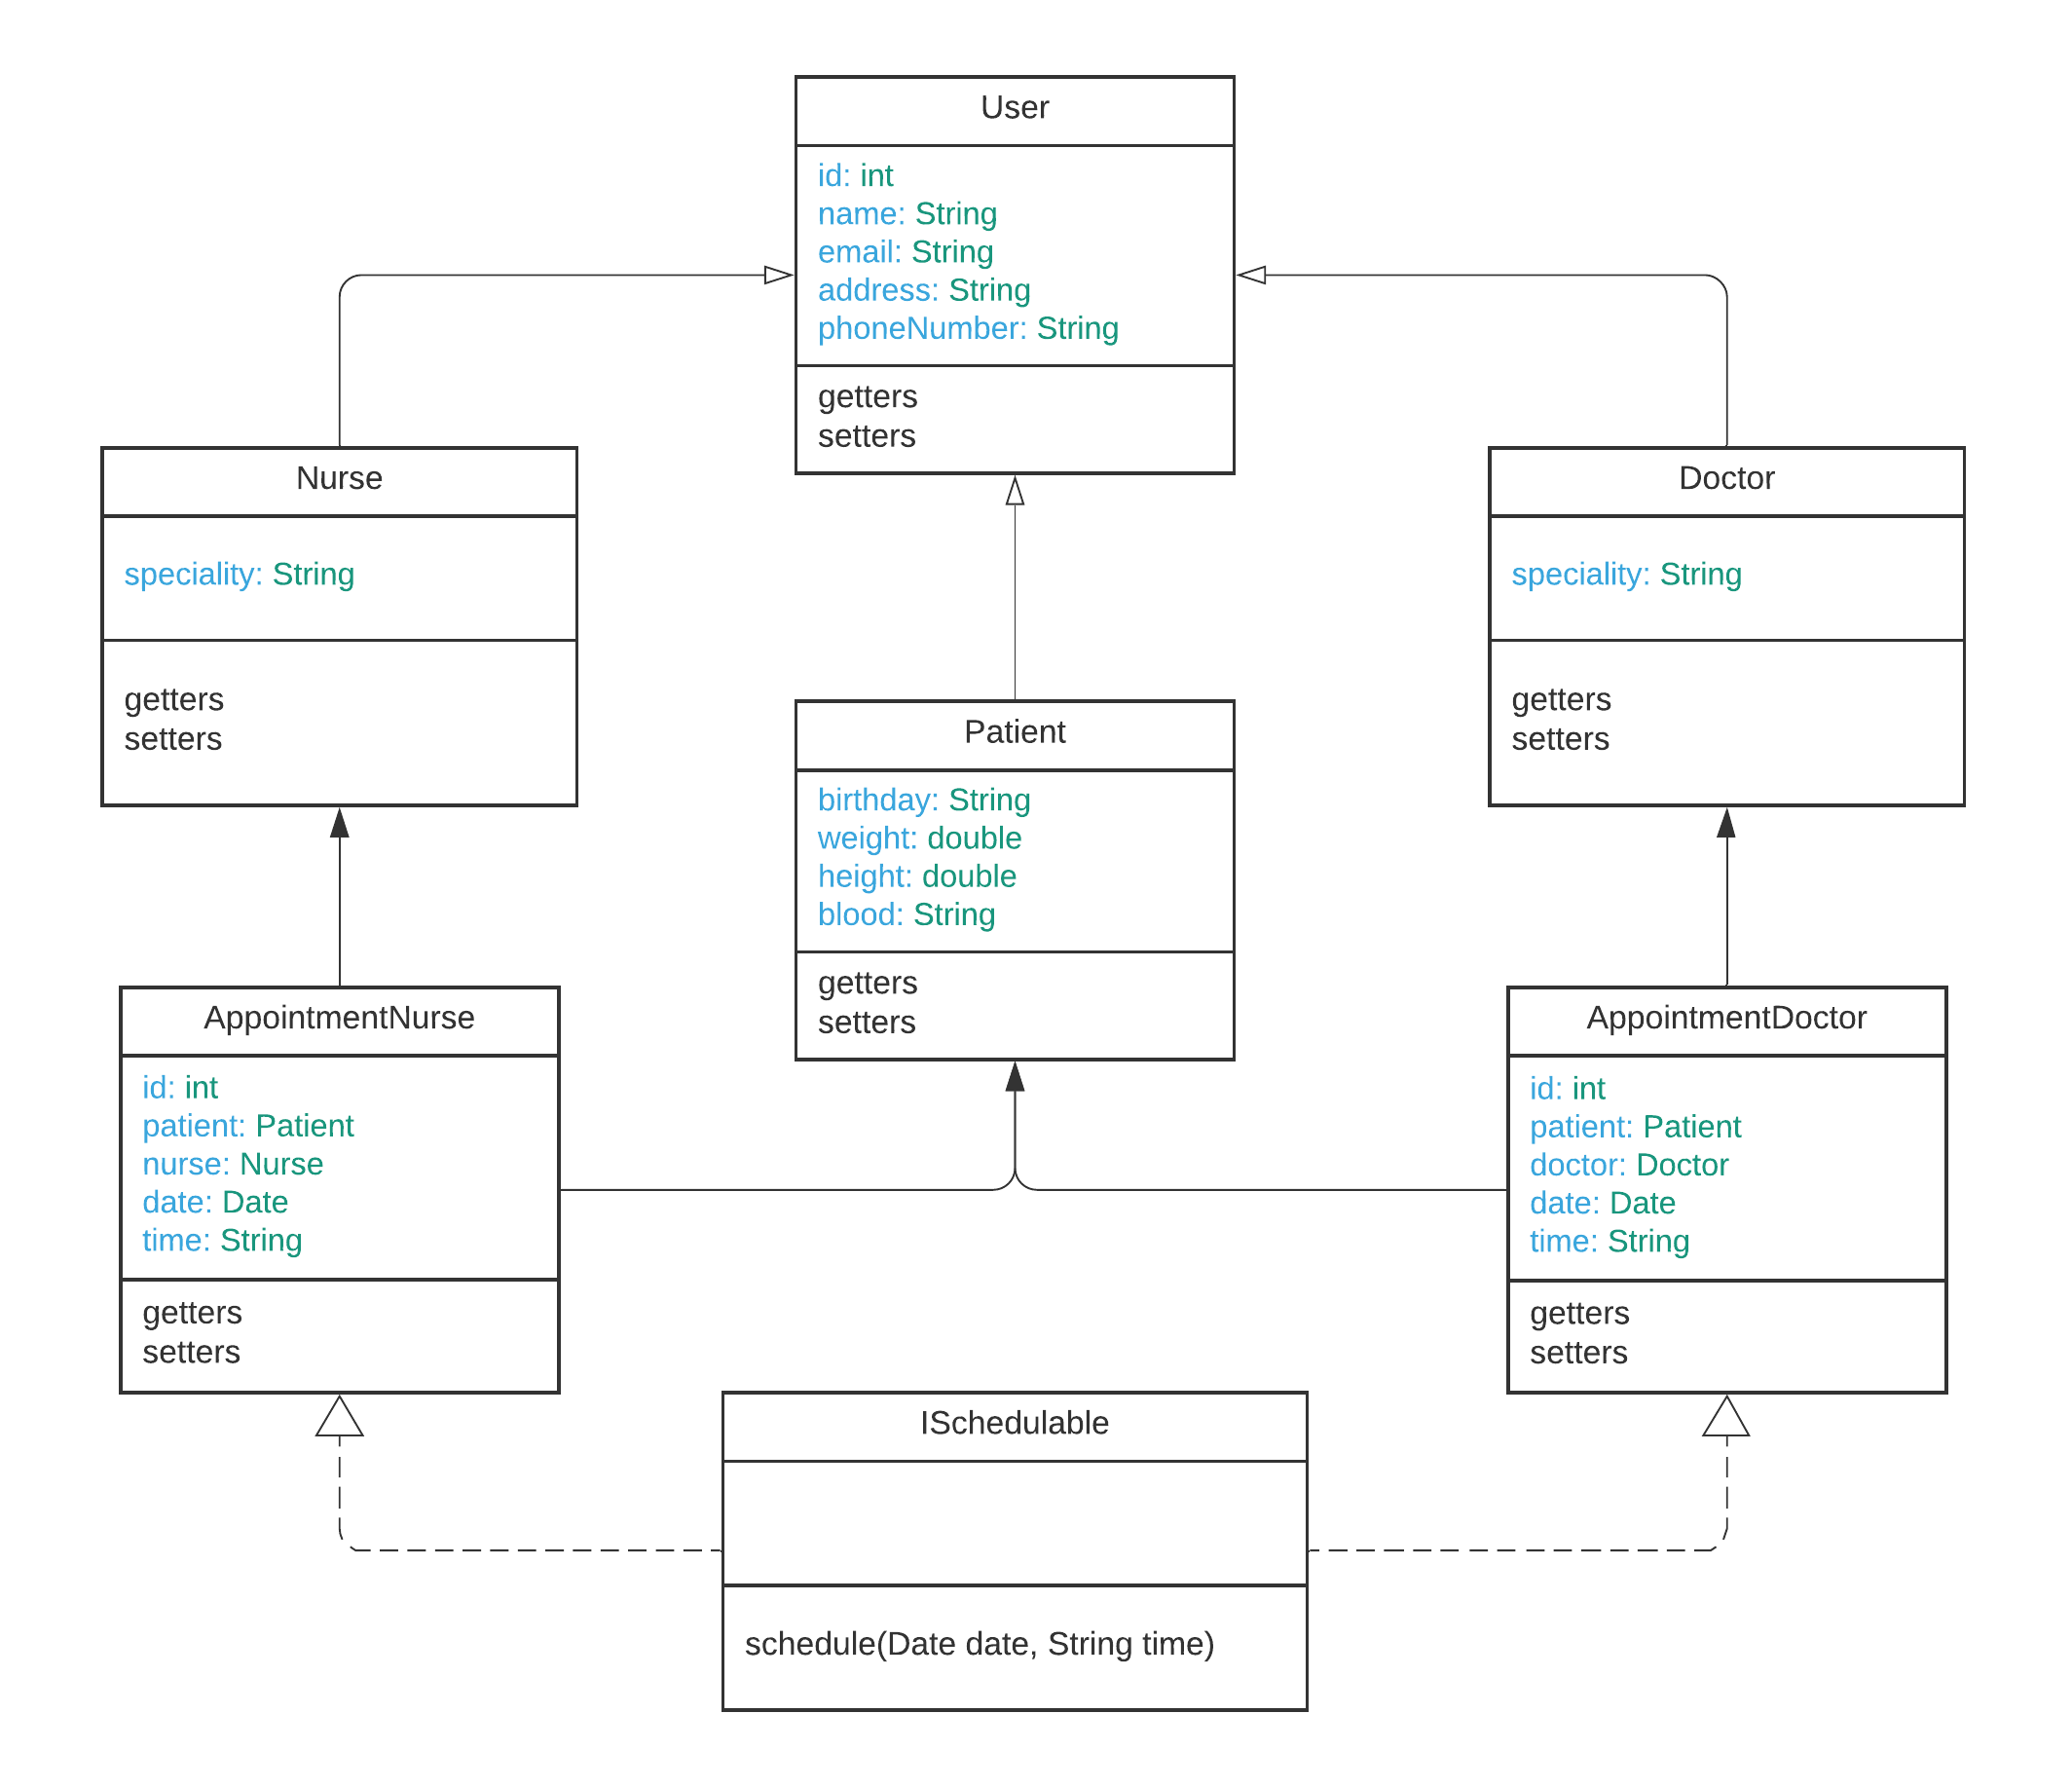 User
id: int
name: String
email: String
address: String
phoneNumber: String
getters
setters
Nurse
speciality: String
getters
setters
Doctor
speciality: String
getters
setters
Patient
birthday: String
weight: double
height: double
blood: String
getters
setters
AppointmentNurse
id: int
patient: Patient
nurse: Nurse
date: Date
time: String
getters
setters
AppointmentDoctor
id: int
patient: Patient
doctor: Doctor
date: Date
time: String
getters
setters
ISchedulable
schedule(Date date, String time)